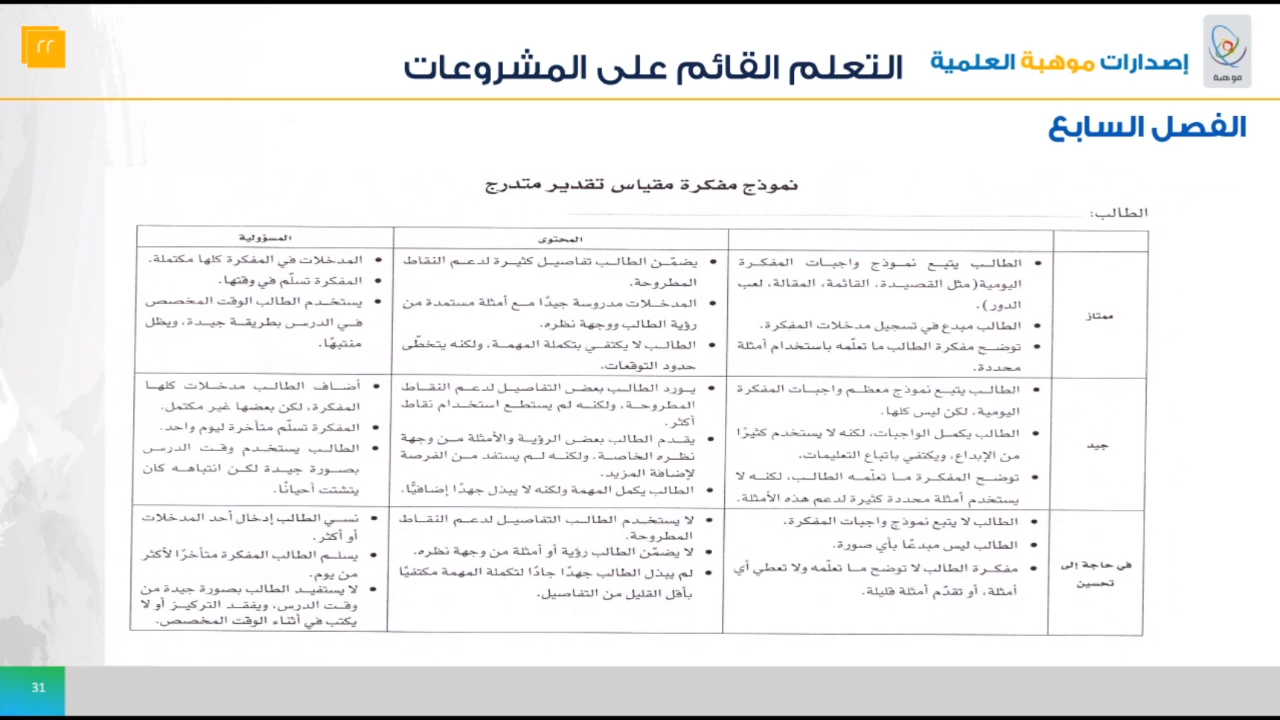 ٢٢
التعلم القائم على المشروعات
إصدارات موهبة العلمية
موهبة
الفصل السابع
نموذج مفكرة مقياس تقدير متدرج
الطالب:
المحتوى
المسؤولية
ممتاز
• الطالب يتبع نموذج واجبات المفكرة
اليومية(مثل القصيدة، القائمة، المقالة، لعب
الدور).
• الطالب مبدع في تسجيل مدخلات المفكرة.
• توضح مفكرة الطالب ما تعلّمه باستخدام أمثلة
محددة.
• يضمّن الطالب تفاصيل كثيرة لدعم النقاط
المطروحة.
• المدخلات مدروسة جيدًا مع أمثلة مستمدة من
رؤية الطالب ووجهة نظره.
• الطالب لا يكتفي بتكملة المهمة، ولكنه يتخطّى
حدود التوقعات.
• المدخلات في المفكرة كلها مكتملة.
• المفكرة تسلّم في وقتها.
• يستخدم الطالب الوقت المخصص
في الدرس بطريقة جيدة، ويظل
منتبهًا.
جيد
• الطالب يتبع نموذج معظم واجبات المفكرة
اليومية، لكن ليس كلها.
• الطالب يكمل الواجبات، لكنه لا يستخدم كثيرًا
من الإبداع، ويكتفي باتباع التعليمات.
• توضح المفكرة ما تعلّمه الطالب، لكنه لا
يستخدم أمثلة محددة كثيرة لدعم هذه الأمثلة.
• يورد الطالب بعض التفاصيل لدعم النقاط
المطروحة، ولكنه لم يستطع استخدام نقاط
أكثر.
• يقدم الطالب بعض الرؤية والأمثلة من وجهة
نظره الخاصة، ولكنه لم يستفد من الفرصة
لإضافة المزيد.
• الطالب يكمل المهمة ولكنه لا يبذل جهدًا إضافيًّا.
• أضاف الطالب مدخلات كلها
المفكرة، لكن بعضها غير مكتمل.
• المفكرة تسلّم متأخرة ليوم واحد.
• الطالب يستخدم وقت الدرس
بصورة جيدة لكن انتباهه كان
يتشتت أحيانًا.
في حاجة إلى
تحسين
• الطالب لا يتبع نموذج واجبات المفكرة.
• الطالب ليس مبدعًا بأي صورة.
• مفكرة الطالب لا توضح ما تعلّمه ولا تعطي أي
أمثلة، أو تقدّم أمثلة قليلة.
• لا يستخدم الطالب التفاصيل لدعم النقاط
المطروحة.
• لا يضمّن الطالب رؤية أو أمثلة من وجهة نظره.
• لم يبذل الطالب جهدًا جادًا لتكملة المهمة مكتفيًا
بأقل القليل من التفاصيل.
• نسي الطالب إدخال أحد المدخلات
أو أكثر.
• يسلم الطالب المفكرة متأخرًا لأكثر
من يوم.
• لا يستفيد الطالب بصورة جيدة من
وقت الدرس، ويفقد التركيز أو لا
يكتب في أثناء الوقت المخصص.
31